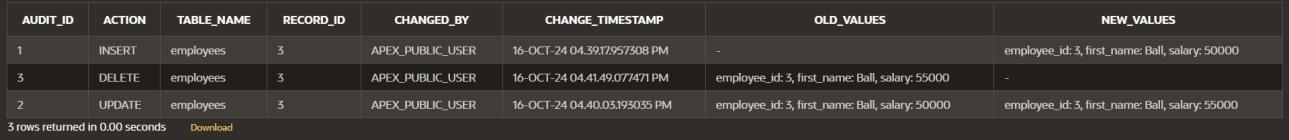 AUDIT_ID ACTION TABLE_NAME RECORD_ID CHANGED_BY CHANGE_TIMESTAMP OLD_VALUES NEW_VALUES
1 INSERT employees 3 APEX_PUBLIC_USER 16-OCT-24 04.39.17.957308 PM - employee_id: 3, first_name: Ball, salary: 50000
3 DELETE employees 3 APEX_PUBLIC_USER 16-OCT-24 04.41.49.077471 PM employee_id: 3, first_name: Ball, salary: 55000 -
2 UPDATE employees 3 APEX_PUBLIC_USER 16-OCT-24 04.40.03.193035 PM employee_id: 3, first_name: Ball, salary: 50000 employee_id: 3, first_name: Ball, salary: 55000
3 rows returned in 0.00 seconds Download